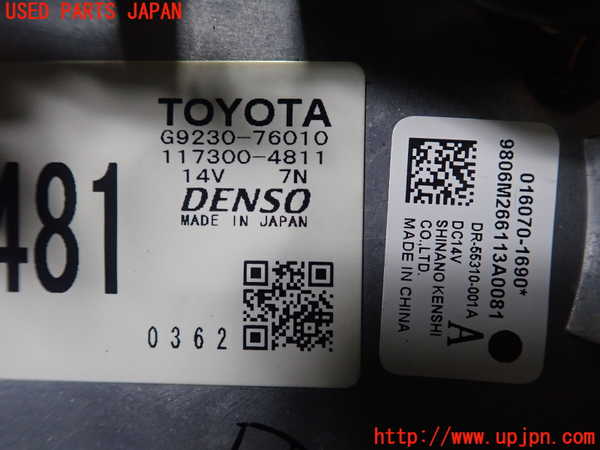 USED PARTS JAPAN
481
TOYOTA
G9230-76010
117300-4811
14V 7N
DENSO
MADE IN JAPAN
0362
016070-1690*
9806M266113A0081
DR-55310-001A
DC14V
SHINANO KENSHI
CO.,LTD.
MADE IN CHINA
A
http://www.upjpn.com